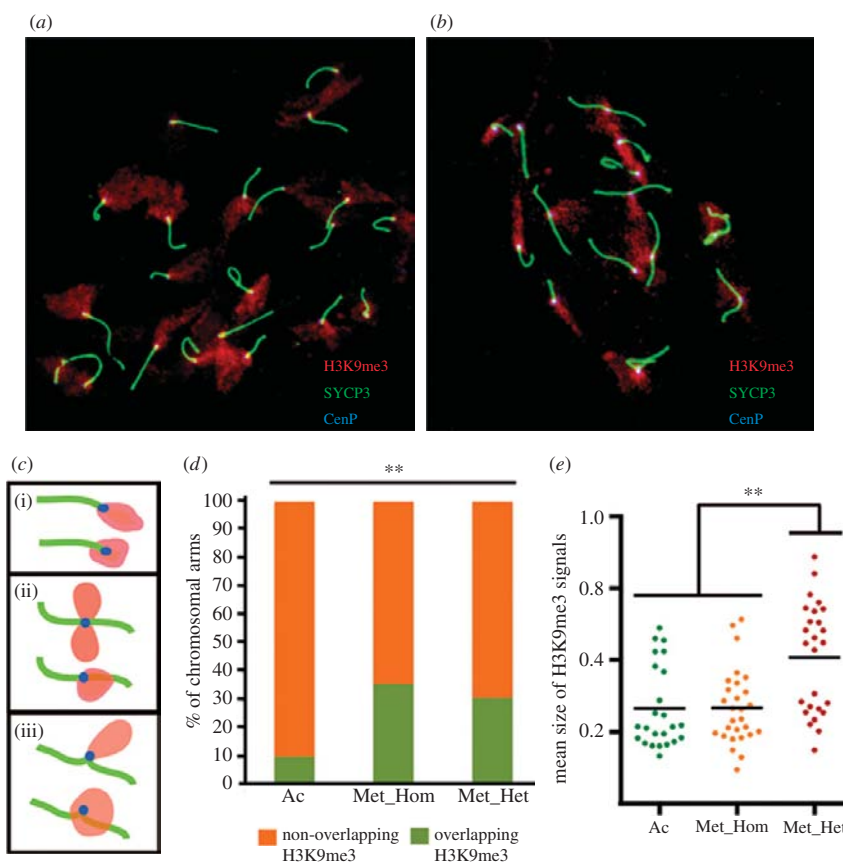 (a)
(b)
H3K9me3
SYCP3
CenP
H3K9me3
SYCP3
CenP
(c)
(i)
(ii)
(iii)
(d)
**
% of chromosomal arms
100
90
80
70
60
50
40
30
20
10
0
Ac
Met_Hom
Met_Het
non-overlapping
H3K9me3
overlapping
H3K9me3
(e)
**
mean size of H3K9me3 signals
1.0
0.8
0.4
0.2
Ac
Met_Hom
Met_Het